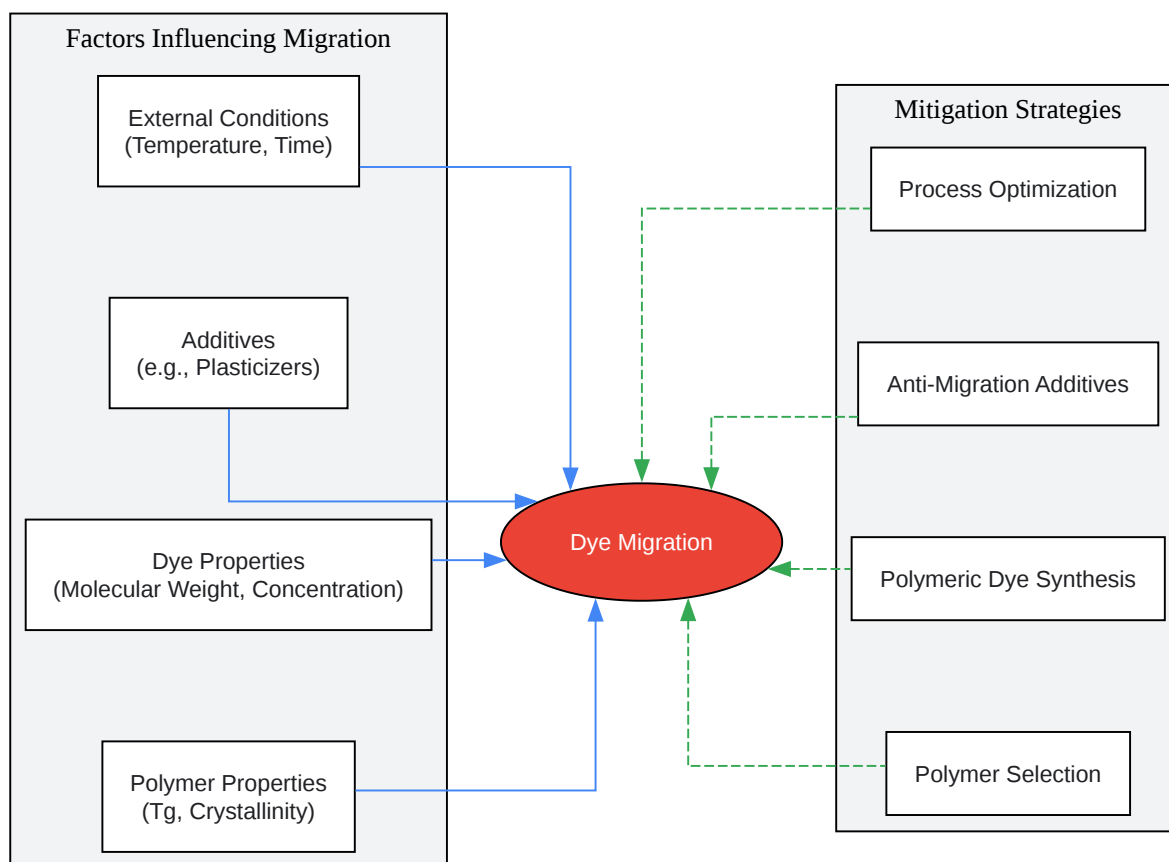 Factors Influencing Migration
External Conditions
(Temperature, Time)
Additives
(e.g., Plasticizers)
Dye Properties
(Molecular Weight, Concentration)
Polymer Properties
(Tg, Crystallinity)
Dye Migration
Mitigation Strategies
Process Optimization
Anti-Migration Additives
Polymeric Dye Synthesis
Polymer Selection